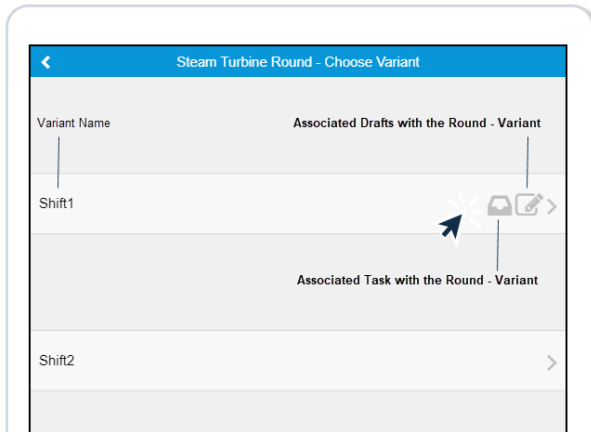 Steam Turbine Round - Choose Variant
Variant Name
Associated Drafts with the Round - Variant
Shift1
Associated Task with the Round - Variant
Shift2